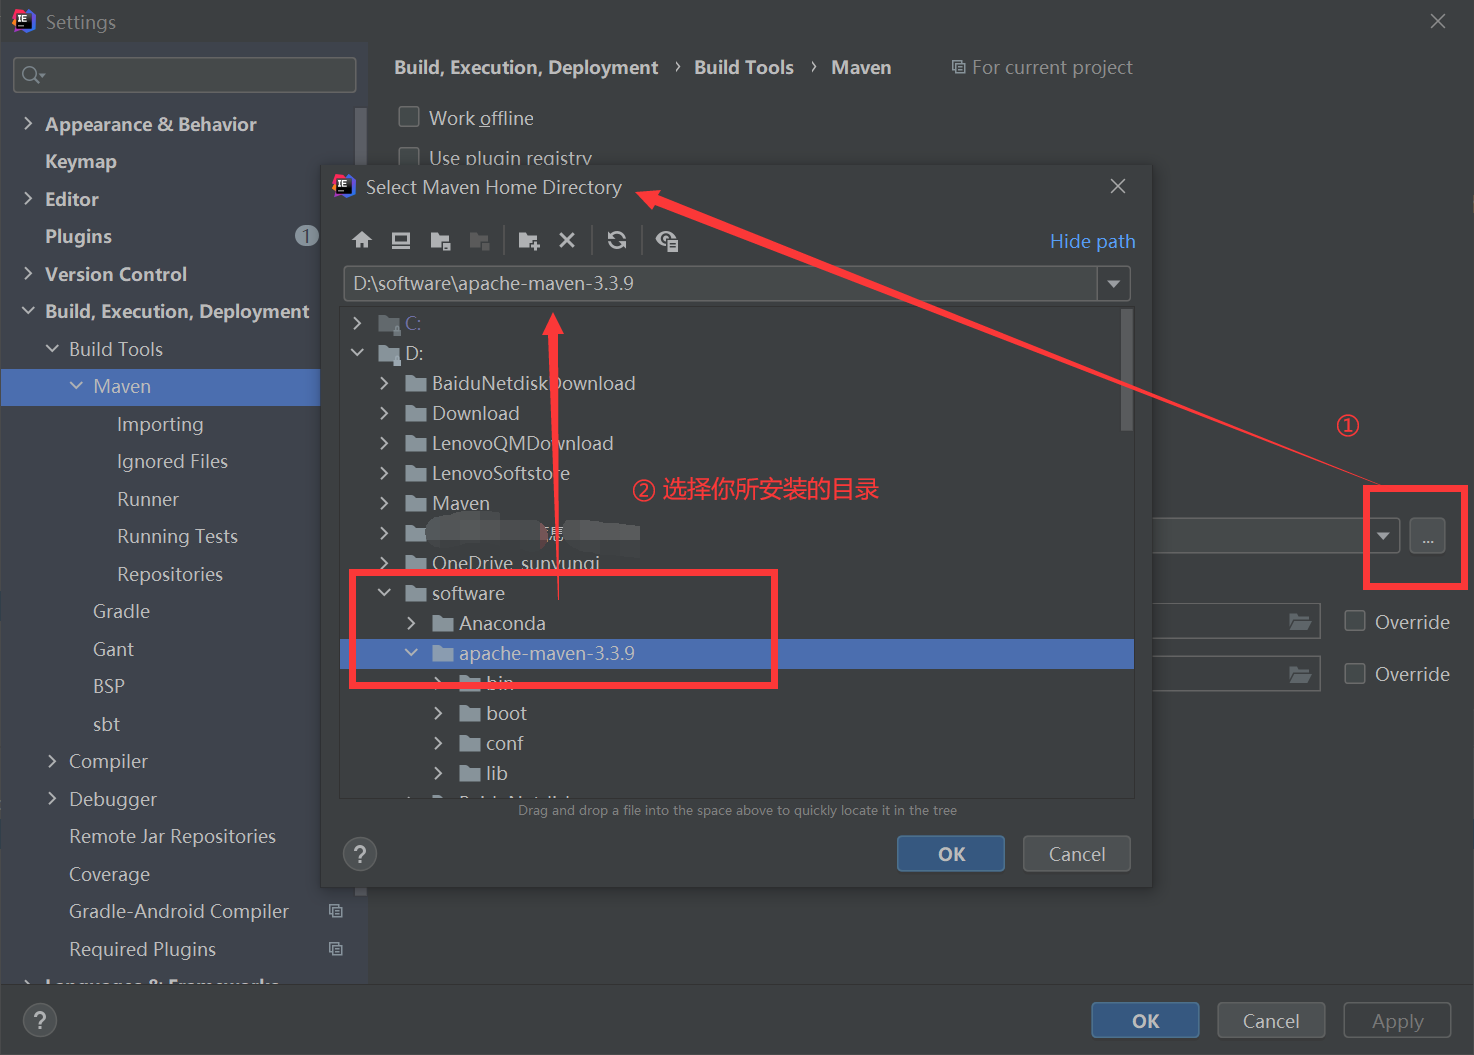 Settings
Build, Execution, Deployment › Build Tools › Maven For current project
Work offline
Use plugin registry
Appearance & Behavior
Keymap
Editor
Plugins 1
Version Control
Build, Execution, Deployment
Build Tools
Maven
Importing
Ignored Files
Runner
Running Tests
Repositories
Gradle
Gant
BSP
sbt
Compiler
Debugger
Remote Jar Repositories
Coverage
Gradle-Android Compiler
Required Plugins
Languages & Frameworks
Select Maven Home Directory
Hide path
D:\software\apache-maven-3.3.9
C:
D:
BaiduNetdiskDownload
Download
LenovoQMDownload
LenovoSoftstore
Maven
息
OneDrive_sunyunqi
software
Anaconda
apache-maven-3.3.9
bin
boot
conf
lib
Drag and drop a file into the space above to quickly locate it in the tree
?
OK
Cancel
①
② 选择你所安装的目录
...
Override
Override
?
OK
Cancel
Apply